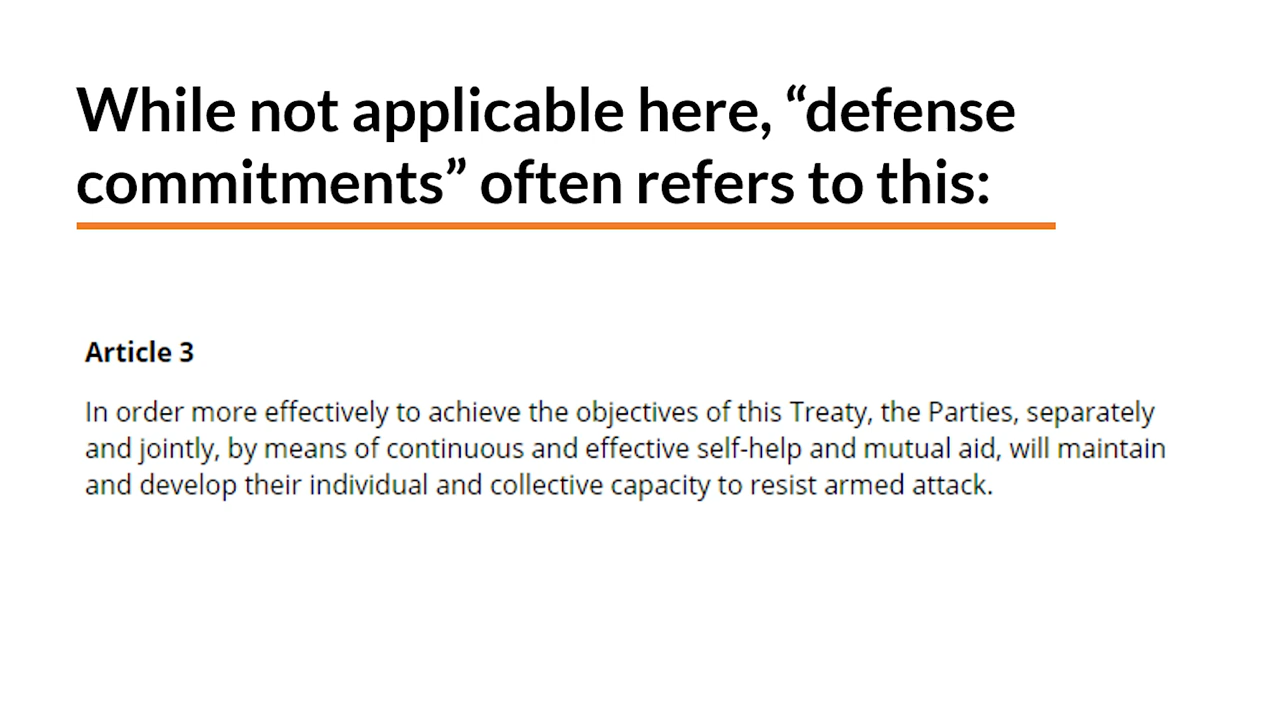 While not applicable here, “defense
commitments” often refers to this:
Article 3
In order more effectively to achieve the objectives of this Treaty, the Parties, separately
and jointly, by means of continuous and effective self-help and mutual aid, will maintain
and develop their individual and collective capacity to resist armed attack.